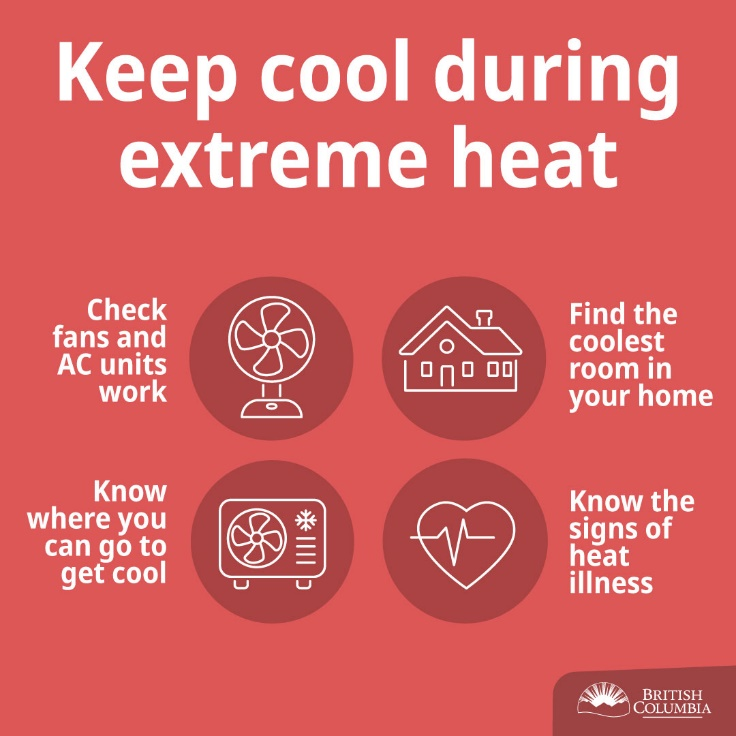 Keep cool during
extreme heat
Check
fans and
AC units
work
Find the
coolest
room in
your home
Know
where you
can go to
get cool
Know the
signs of
heat
illness
BRITISH
COLUMBIA